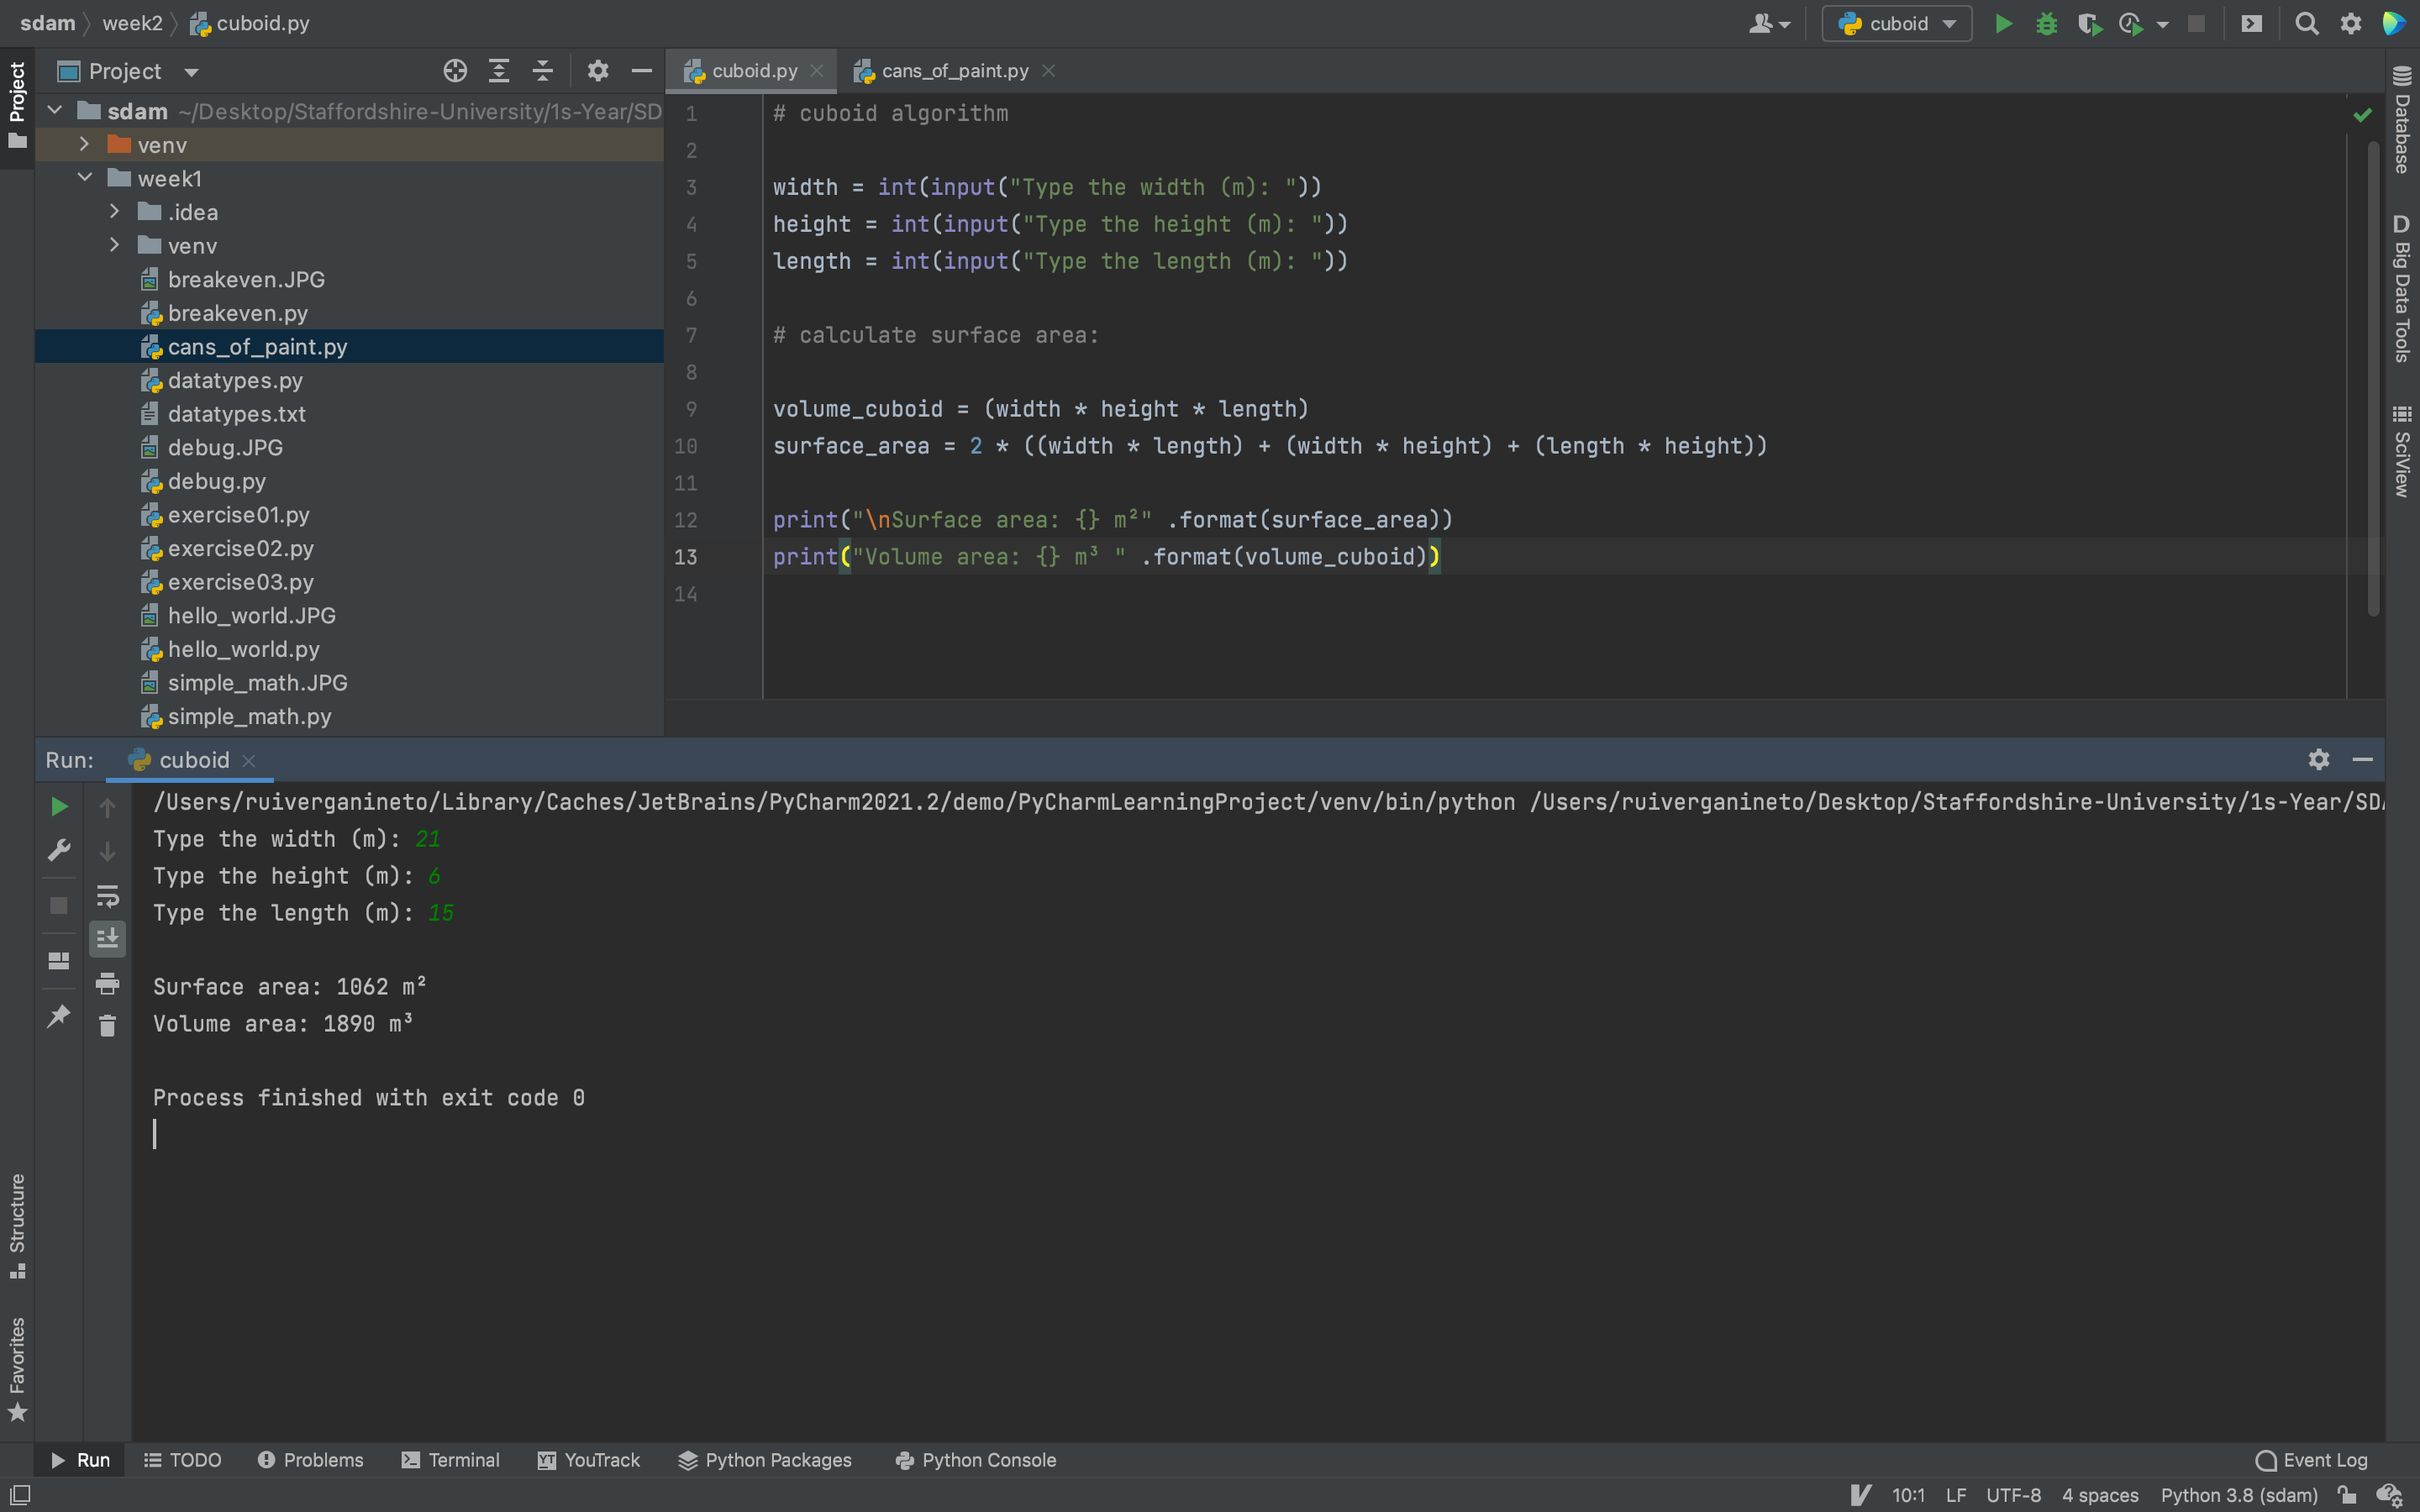 sdam week2 cuboid.py
cuboid
Project
Project
cuboid.py
cans_of_paint.py
sdam ~/Desktop/Staffordshire-University/1s-Year/SD
venv
week1
.idea
venv
breakeven.JPG
breakeven.py
cans_of_paint.py
datatypes.py
datatypes.txt
debug.JPG
debug.py
exercise01.py
exercise02.py
exercise03.py
hello_world.JPG
hello_world.py
simple_math.JPG
simple_math.py
1 # cuboid algorithm
2
3 width = int(input("Type the width (m): "))
4 height = int(input("Type the height (m): "))
5 length = int(input("Type the length (m): "))
6
7 # calculate surface area:
8
9 volume_cuboid = (width * height * length)
10 surface_area = 2 * ((width * length) + (width * height) + (length * height))
11
12 print("\nSurface area: {} m²" .format(surface_area))
13 print("Volume area: {} m³ " .format(volume_cuboid))
14
Database
D Big Data Tools
SciView
Run: cuboid
/Users/ruiverganineto/Library/Caches/JetBrains/PyCharm2021.2/demo/PyCharmLearningProject/venv/bin/python /Users/ruiverganineto/Desktop/Staffordshire-University/1s-Year/SD
Type the width (m): 21
Type the height (m): 6
Type the length (m): 15
Surface area: 1062 m²
Volume area: 1890 m³
Process finished with exit code 0
Structure
Favorites
Run TODO Problems Terminal YT YouTrack Python Packages Python Console Event Log
10:1 LF UTF-8 4 spaces Python 3.8 (sdam)